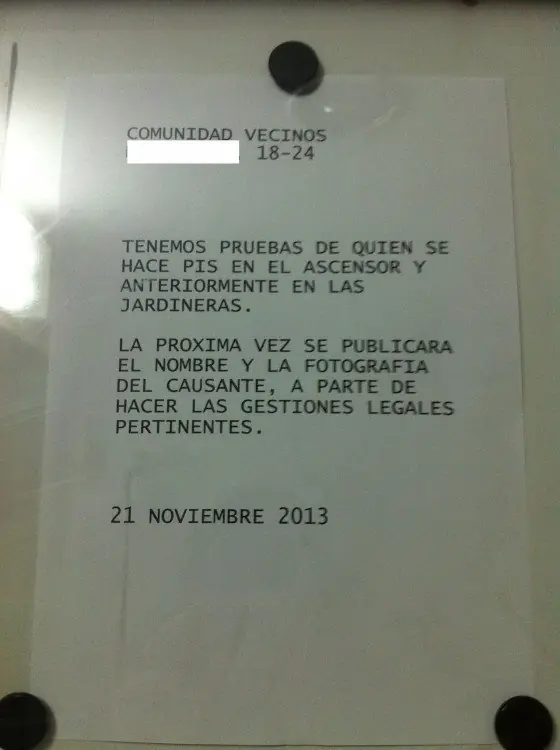 COMUNIDAD VECINOS
18-24
TENEMOS PRUEBAS DE QUIEN SE
HACE PIS EN EL ASCENSOR Y
ANTERIORMENTE EN LAS
JARDINERAS.
LA PROXIMA VEZ SE PUBLICARA
EL NOMBRE Y LA FOTOGRAFIA
DEL CAUSANTE, A PARTE DE
HACER LAS GESTIONES LEGALES
PERTINENTES.
21 NOVIEMBRE 2013